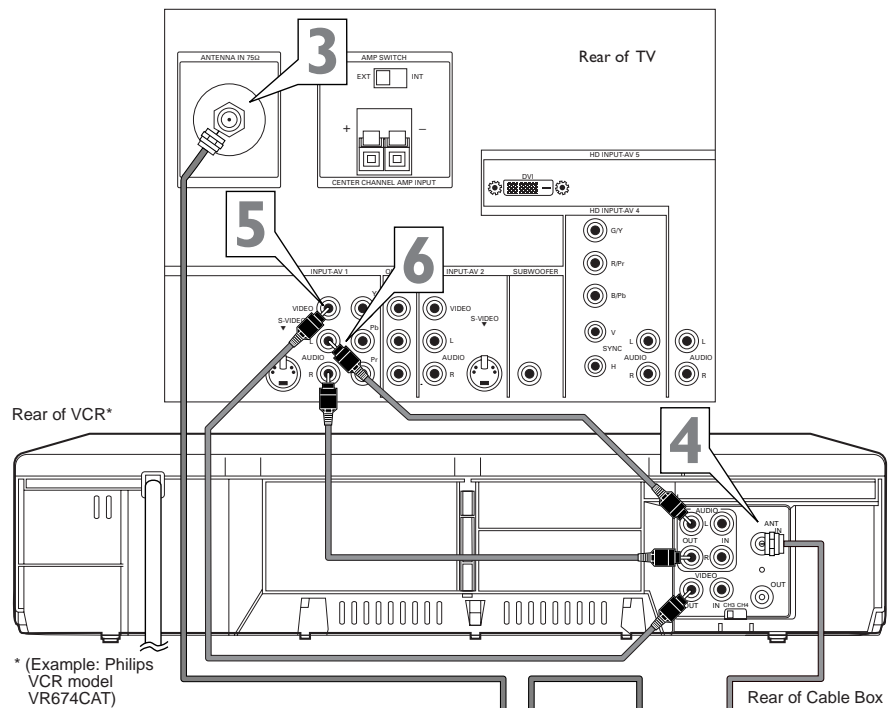 ANTENNA IN 75Ω
3
AMP SWITCH
EXT
INT
Rear of TV
+
–
CENTER CHANNEL AMP INPUT
HD INPUT-AV 5
DVI
HD INPUT-AV 4
G/Y
R/Pr
B/Pb
V
SYNC
H
L
AUDIO
R
L
AUDIO
R
5
6
INPUT-AV 1
INPUT-AV 2
SUBWOOFER
VIDEO
Y
S-VIDEO
L
Pb
AUDIO
R
Pr
VIDEO
S-VIDEO
L
AUDIO
R
Rear of VCR*
4
AUDIO
L
OUT
IN
R
VIDEO
OUT
IN
CH3 CH4
ANT
IN
OUT
* (Example: Philips
VCR model
VR674CAT)
Rear of Cable Box